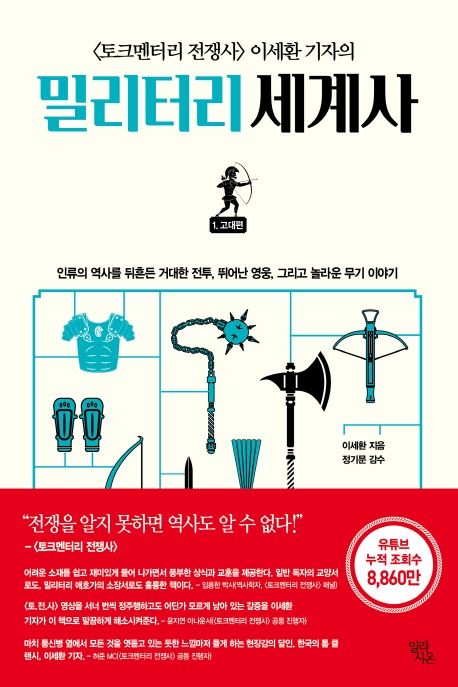 〈토크멘터리 전쟁사〉 이세환 기자의
밀리터리 세계사
1. 고대편
인류의 역사를 뒤흔든 거대한 전투, 뛰어난 영웅, 그리고 놀라운 무기 이야기
이세환 지음
정기문 감수
“전쟁을 알지 못하면 역사도 알 수 없다!”
– 〈토크멘터리 전쟁사〉
유튜브
누적 조회수
8,860만
어려운 소재를 쉽고 재미있게 풀어 나가면서 풍부한 상식과 교훈을 제공한다. 일반 독자의 교양서
로도, 밀리터리 애호가의 소장서로도 훌륭한 책이다. – 임용한 박사(역사학자, 〈토크멘터리 전쟁사〉 패널)
〈토.전.사〉 영상을 서너 번씩 정주행하고도 어딘가 모르게 남아 있는 갈증을 이세환
기자가 이 책으로 말끔하게 해소시켜준다. – 윤지연 아나운서(〈토크멘터리 전쟁사〉 공동 진행자)
마치 통신병 옆에서 모든 것을 엿듣고 있는 듯한 느낌마저 들게 하는 현장감의 달인, 한국의 톰 클
랜시, 이세환 기자. – 허준 MC(〈토크멘터리 전쟁사〉 공동 진행자)
일라
시온